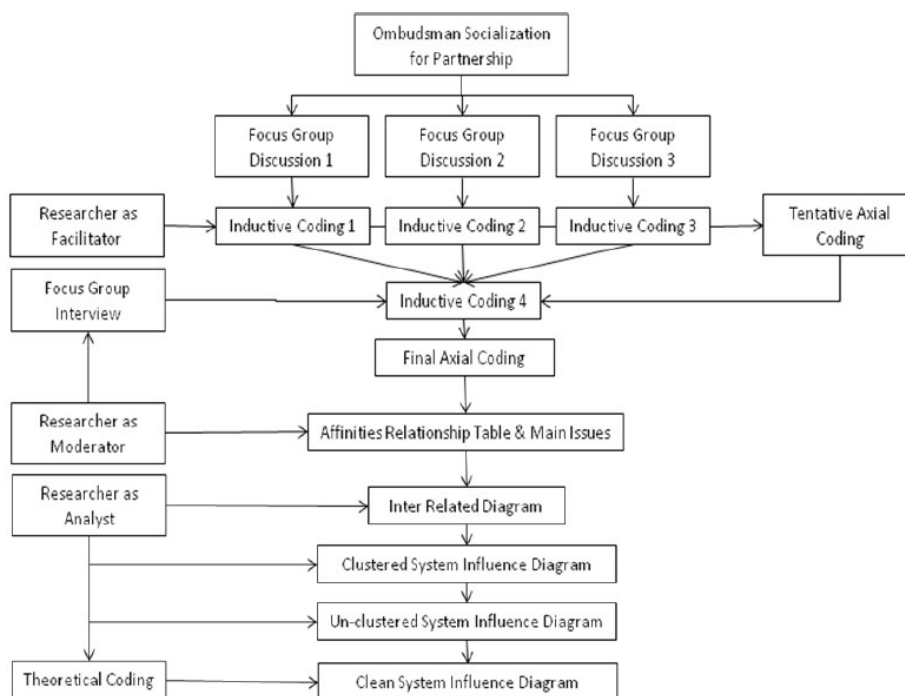 Ombudsman Socialization
for Partnership
Focus Group
Discussion 1
Focus Group
Discussion 2
Focus Group
Discussion 3
Researcher as
Facilitator
Inductive Coding 1
Inductive Coding 2
Inductive Coding 3
Tentative Axial
Coding
Focus Group
Interview
Inductive Coding 4
Final Axial Coding
Researcher as
Moderator
Affinities Relationship Table & Main Issues
Researcher as
Analyst
Inter Related Diagram
Clustered System Influence Diagram
Un-clustered System Influence Diagram
Theoretical Coding
Clean System Influence Diagram